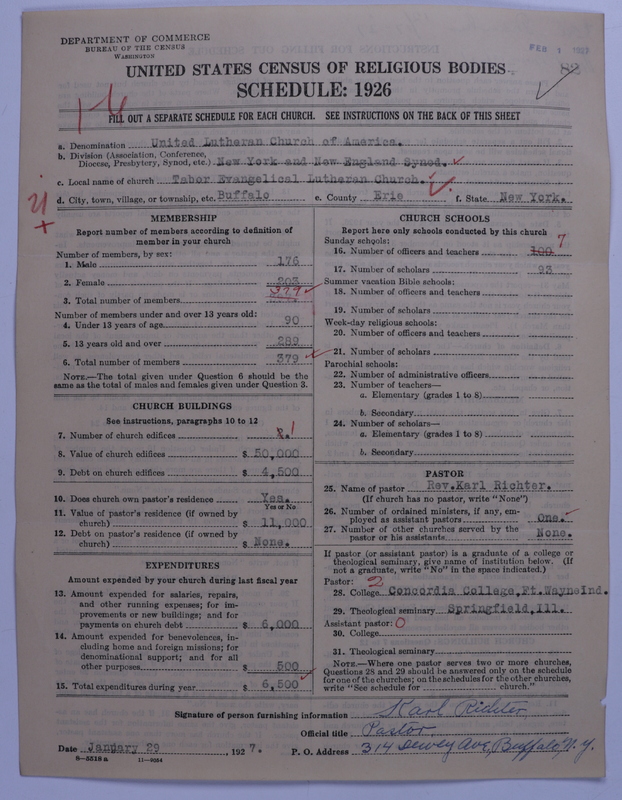 DEPARTMENT OF COMMERCE
BUREAU OF THE CENSUS
WASHINGTON
FEB 1 1927
82
UNITED STATES CENSUS OF RELIGIOUS BODIES
SCHEDULE: 1926
FILL OUT A SEPARATE SCHEDULE FOR EACH CHURCH. SEE INSTRUCTIONS ON THE BACK OF THIS SHEET
a. Denomination United Lutheran Church of America.
b. Division (Association, Conference,
Diocese, Presbytery, Synod, etc.) New York and New England Synod.
c. Local name of church Tabor Evangelical Lutheran Church.
d. City, town, village, or township, etc. Buffalo e. County Erie f. State New York.
MEMBERSHIP
Report number of members according to definition of
member in your church
Number of members, by sex:
1. Male 176
2. Female 203
3. Total number of members 379
Number of members under and over 13 years old:
4. Under 13 years of age 90
5. 13 years old and over 289
6. Total number of members 379
NOTE.—The total given under Question 6 should be
same as the total of males and females given under Question 3.
CHURCH BUILDINGS
See instructions, paragraphs 10 to 12
7. Number of church edifices 1
8. Value of church edifices $ 50,000
9. Debt on church edifices $ 4,500
10. Does church own pastor's residence Yes.
Yes or No
11. Value of pastor's residence (if owned by
church) $ 11,000
12. Debt on pastor's residence (if owned by
church) $ None.
EXPENDITURES
Amount expended by your church during last fiscal year
13. Amount expended for salaries, repairs,
and other running expenses; for im-
provements or new buildings; and for
payments on church debt $ 6,000
14. Amount expended for benevolences, in-
cluding home and foreign missions; for
denominational support; and for all
other purposes $ 500
15. Total expenditures during year $ 6,500
CHURCH SCHOOLS
Report here only schools conducted by this church
Sunday schools:
16. Number of officers and teachers 100 7
17. Number of scholars 93
Summer vacation Bible schools:
18. Number of officers and teachers
19. Number of scholars
Week-day religious schools:
20. Number of officers and teachers
21. Number of scholars
Parochial schools:
22. Number of administrative officers
23. Number of teachers—
a. Elementary (grades 1 to 8)
b. Secondary
24. Number of scholars—
a. Elementary (grades 1 to 8)
b. Secondary
PASTOR
25. Name of pastor Rev.Karl Richter.
(If church has no pastor, write "None")
26. Number of ordained ministers, if any, em-
ployed as assistant pastors One.
27. Number of other churches served by the
pastor or his assistants None.
If pastor (or assistant pastor) is a graduate of a college or
theological seminary, give name of institution below. (If
not a graduate, write "No" in the space indicated.)
Pastor: 2
28. College Concordia College,Ft.WayneInd.
29. Theological seminary Springfield,Ill.
Assistant pastor: 0
30. College
31. Theological seminary
NOTE.—Where one pastor serves two or more churches,
Questions 28 and 29 should be answered only on the schedule
for one of the churches; on the schedules for the other churches,
write "See schedule for church."
Signature of person furnishing information Karl Richter
Official title Pastor.
Date January 29 1927. P. O. Address 314 Dewey Ave, Buffalo, N. Y.
8—5518 a 11—9054